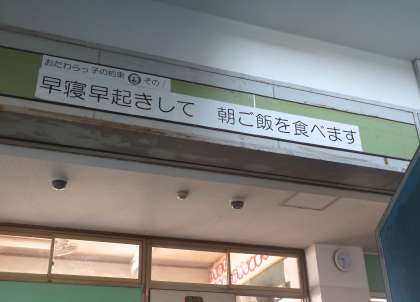 おだわらっ子の約束 その
早寝早起きして 朝ご飯を食べます